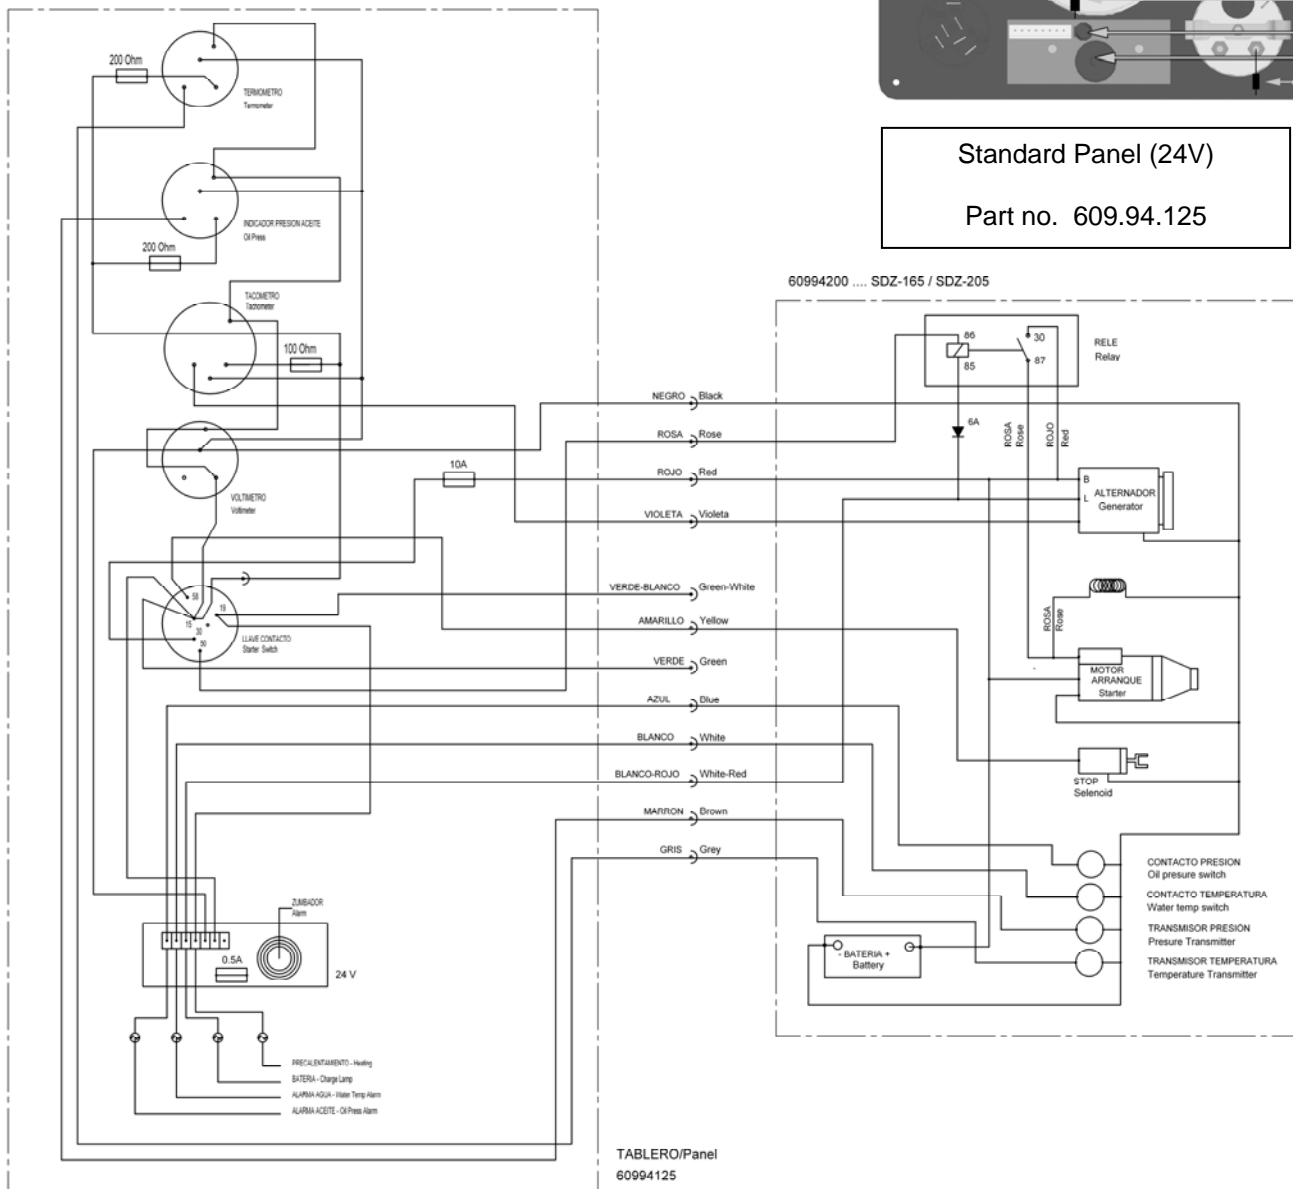 Standard Panel (24V)
Part no. 609.94.125
200 Ohm
TERMOMETRO
Termometer
INDICADOR PRESION ACEITE
Oil Press
200 Ohm
TACOMETRO
Tachometer
100 Ohm
VOLTIMETRO
Voltimeter
10A
58
19
15
30
50
LLAVE CONTACTO
Starter Switch
ZUMBADOR
Alarm
0.5A
24 V
PRECALENTAMIENTO - Heating
BATERIA - Charge Lamp
ALARMA AGUA - Water Temp Alarm
ALARMA ACEITE - Oil Press Alarm
TABLERO/Panel
60994125
NEGRO Black
ROSA Rose
ROJO Red
VIOLETA Violeta
VERDE-BLANCO Green-White
AMARILLO Yellow
VERDE Green
AZUL Blue
BLANCO White
BLANCO-ROJO White-Red
MARRON Brown
GRIS Grey
60994200 .... SDZ-165 / SDZ-205
86
30
87
85
RELE
Relay
6A
ROSA
Rose
ROJO
Red
B
L
ALTERNADOR
Generator
ROSA
Rose
MOTOR
ARRANQUE
Starter
STOP
Selenoid
CONTACTO PRESION
Oil presure switch
CONTACTO TEMPERATURA
Water temp switch
TRANSMISOR PRESION
Presure Transmitter
TRANSMISOR TEMPERATURA
Temperature Transmitter
- BATERIA +
Battery